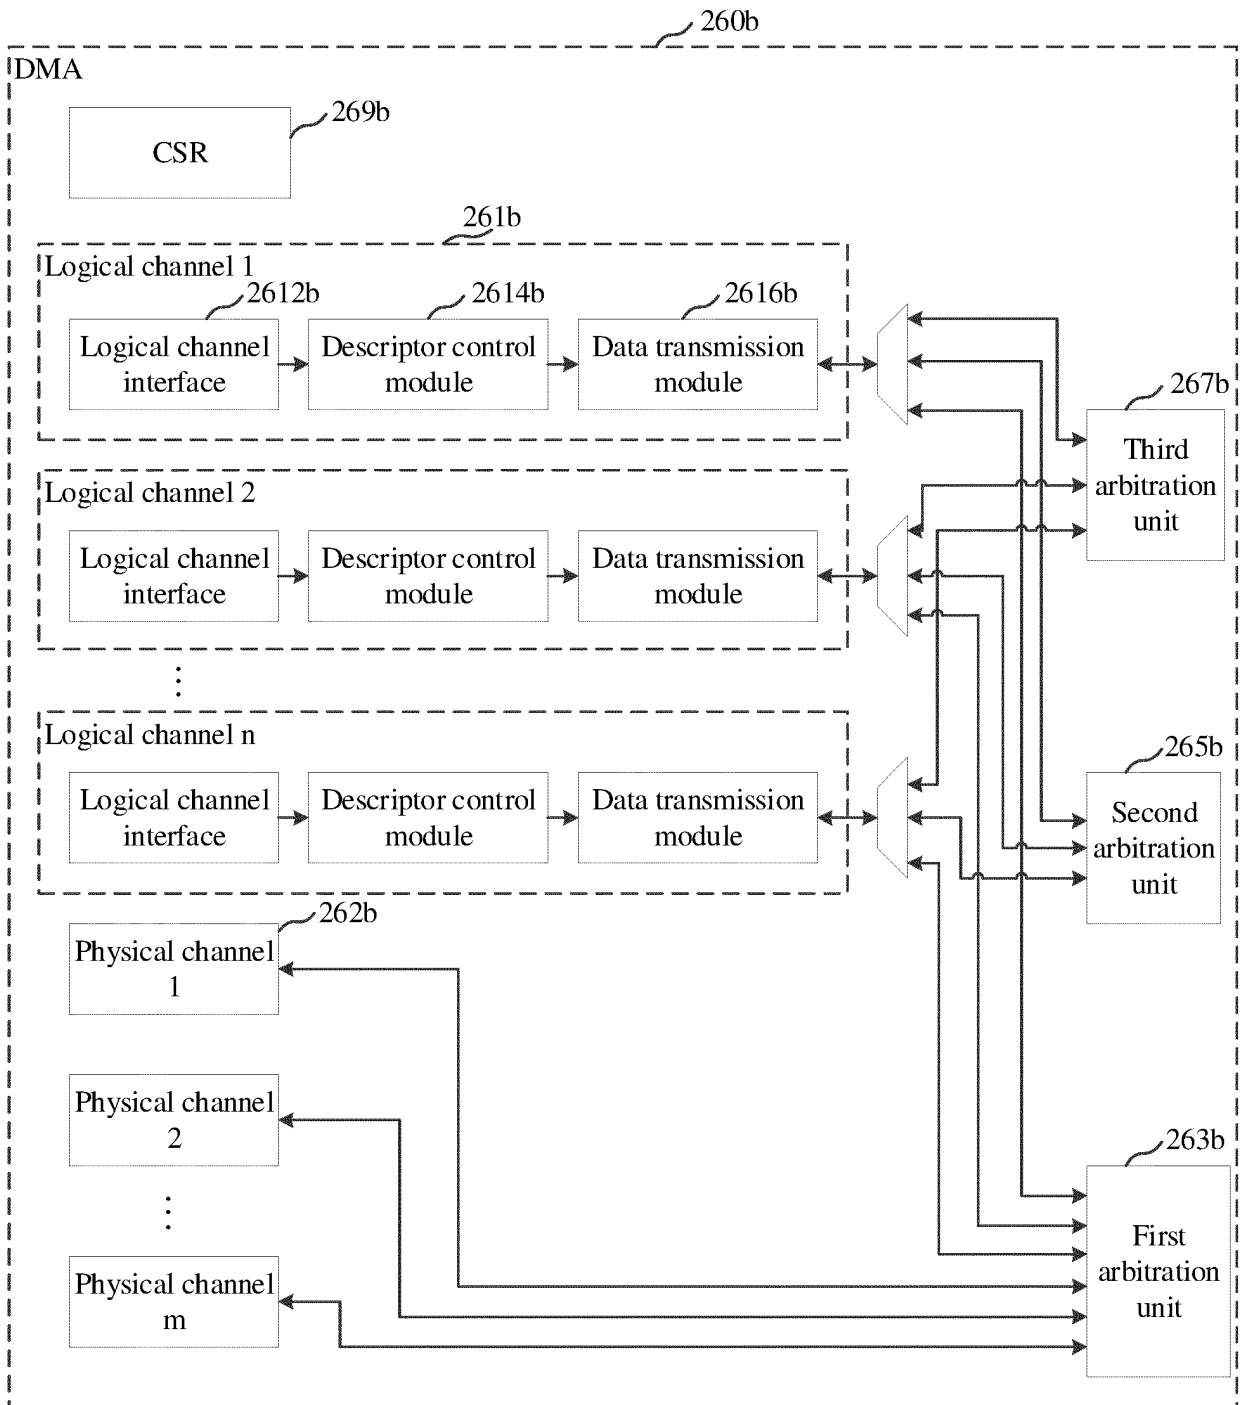 260b
DMA
269b
CSR
261b
Logical channel 1
2612b
2614b
2616b
Logical channel
interface
Descriptor control
module
Data transmission
module
267b
Third
arbitration
unit
Logical channel 2
Logical channel
interface
Descriptor control
module
Data transmission
module
⋮
Logical channel n
Logical channel
interface
Descriptor control
module
Data transmission
module
265b
Second
arbitration
unit
262b
Physical channel
1
Physical channel
2
⋮
Physical channel
m
263b
First
arbitration
unit